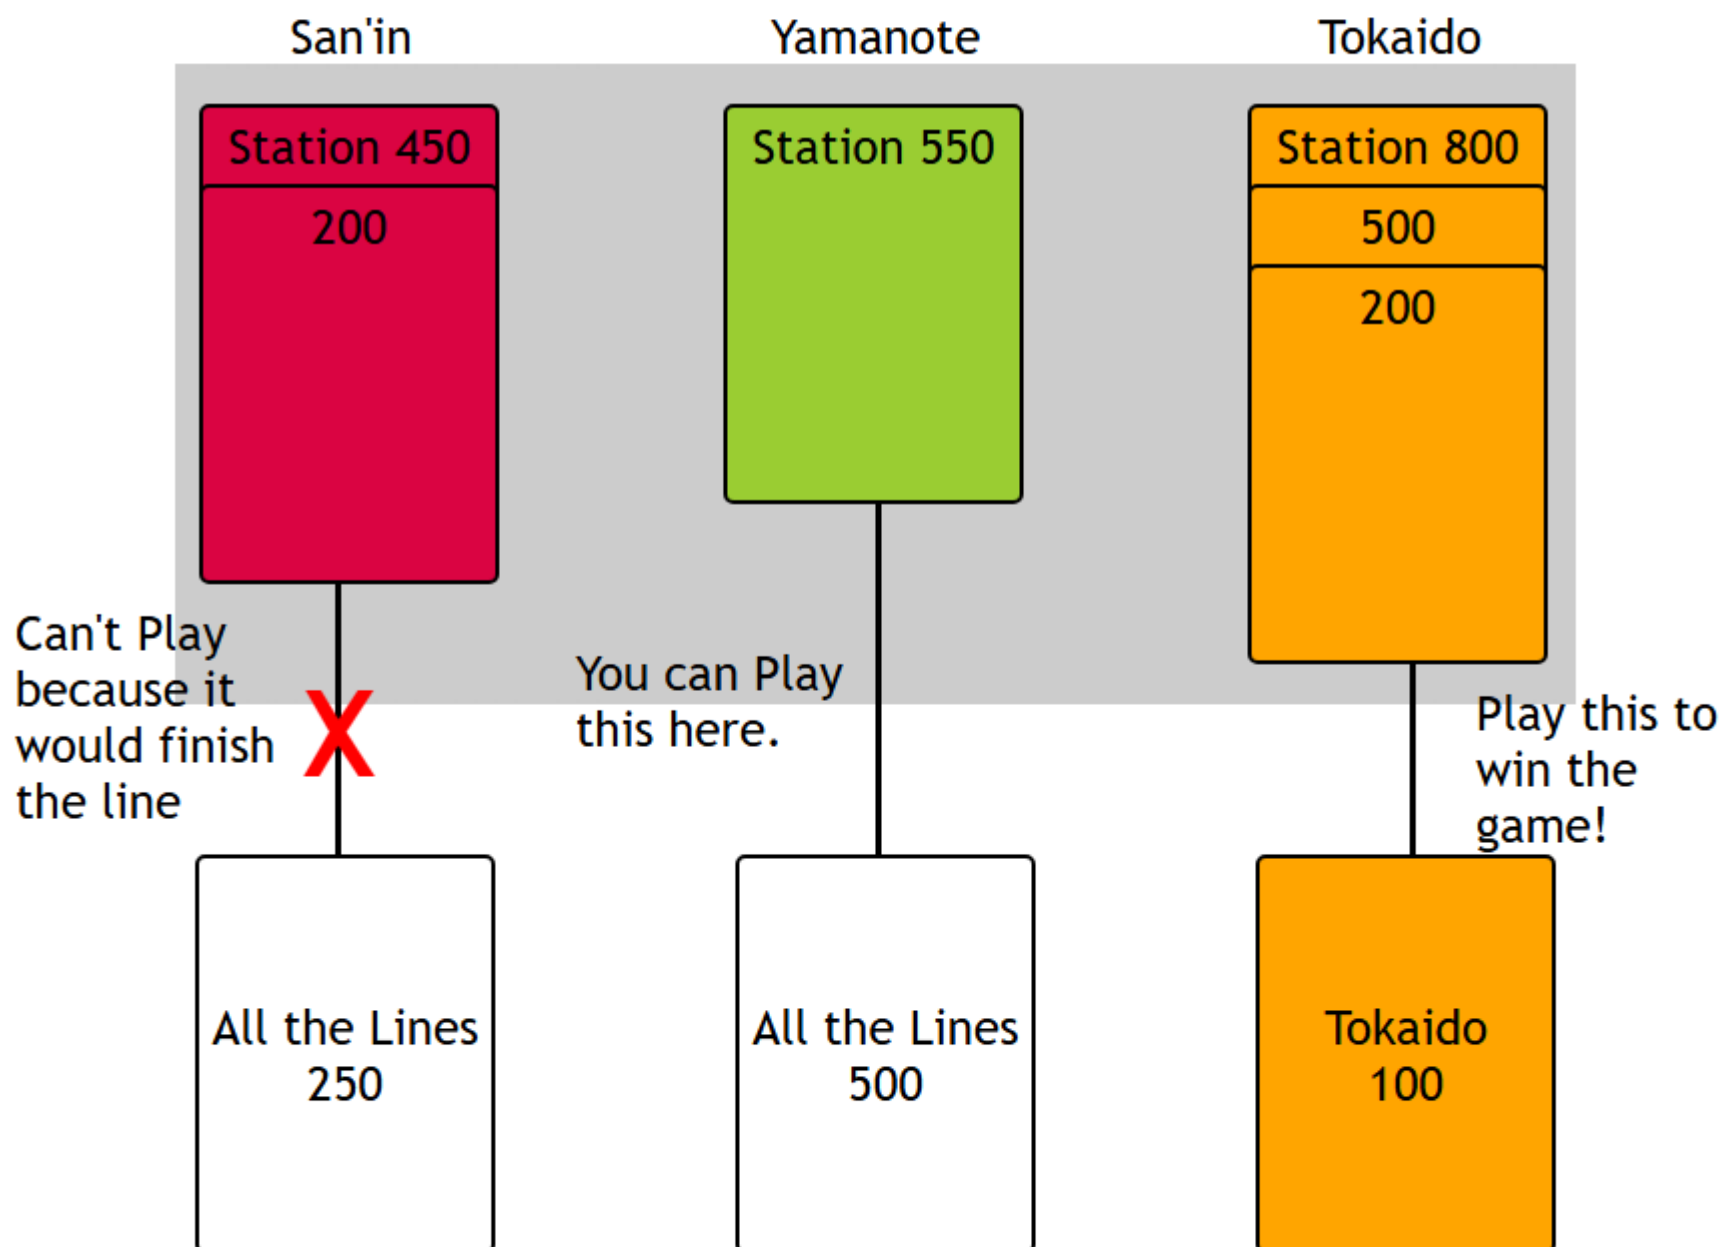 San'in
Yamanote
Tokaido
Station 450
200
Station 550
Station 800
500
200
Can't Play
because it
would finish
the line
X
You can Play
this here.
Play this to
win the
game!
All the Lines
250
All the Lines
500
Tokaido
100